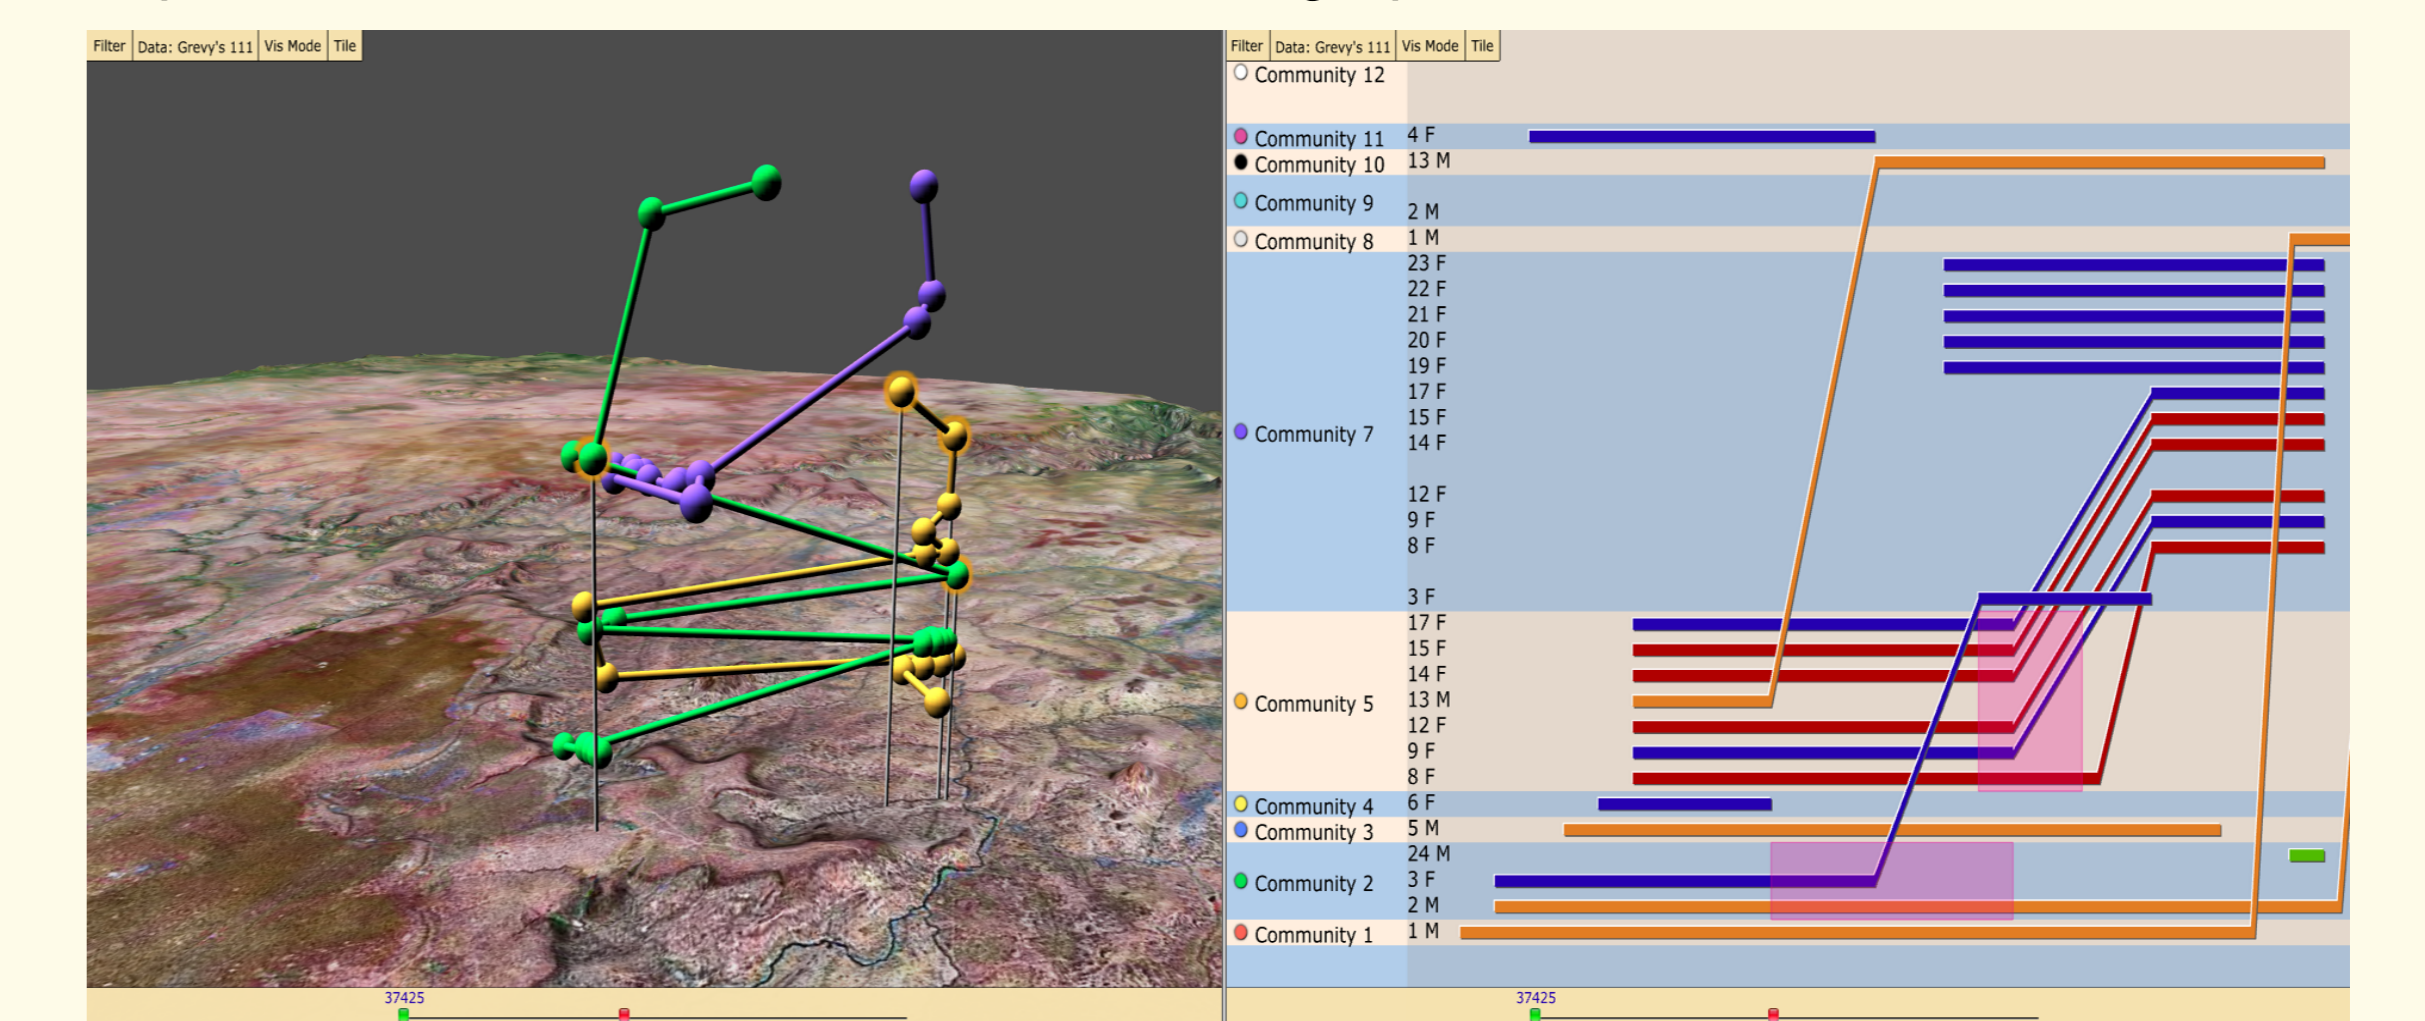 Filter Data: Grevy's 111 Vis Mode Tile
37425
Filter Data: Grevy's 111 Vis Mode Tile
Community 12
Community 11 4 F
Community 10 13 M
Community 9
2 M
Community 8 1 M
23 F
22 F
21 F
20 F
19 F
17 F
15 F
Community 7
14 F
12 F
9 F
8 F
3 F
17 F
15 F
14 F
Community 5 13 M
12 F
9 F
8 F
Community 4 6 F
Community 3 5 M
24 M
Community 2 3 F
2 M
Community 1 1 M
37425